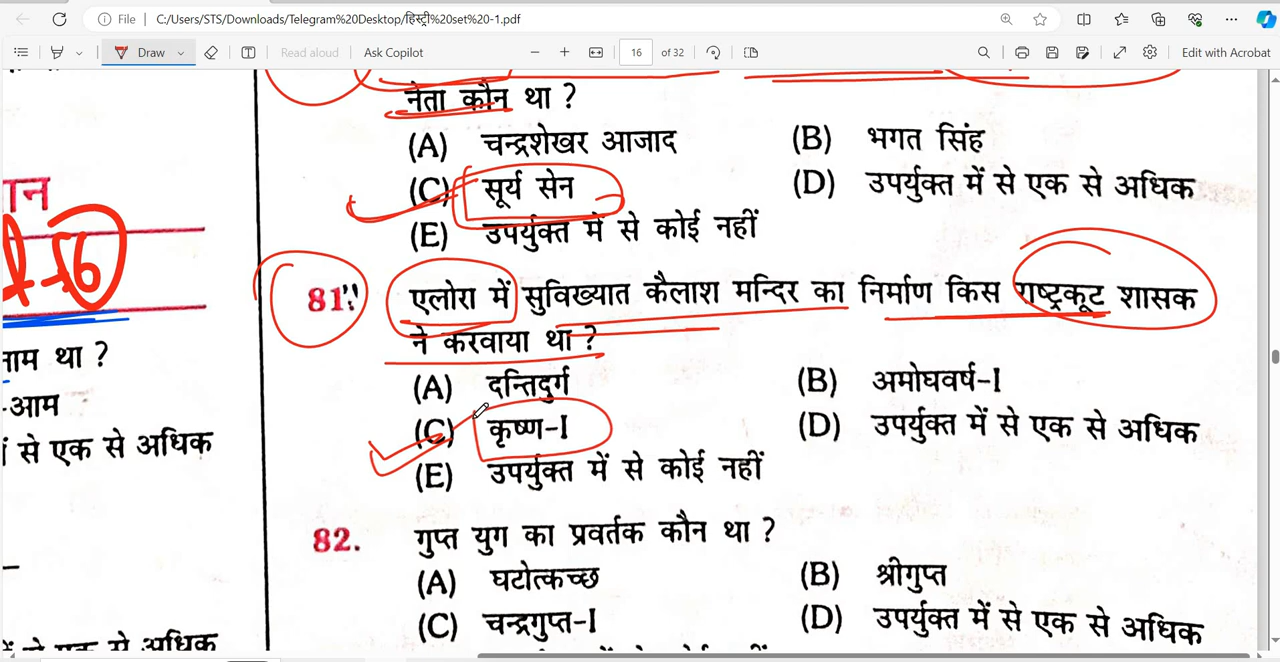 File C:/Users/STS/Downloads/Telegram%20Desktop/हिस्ट्री%20set%20-1.pdf
Draw Read aloud Ask Copilot 16 of 32 Edit with Acrobat
नेता कौन था ?
(A) चन्द्रशेखर आजाद (B) भगत सिंह
(C) सूर्य सेन (D) उपर्युक्त में से एक से अधिक
(E) उपर्युक्त में से कोई नहीं
81. एलोरा में सुविख्यात कैलाश मन्दिर का निर्माण किस राष्ट्रकूट शासक
ने करवाया था ?
(A) दन्तिदुर्ग (B) अमोघवर्ष-I
(C) कृष्ण-I (D) उपर्युक्त में से एक से अधिक
(E) उपर्युक्त में से कोई नहीं
82. गुप्त युग का प्रवर्तक कौन था ?
(A) घटोत्कच्छ (B) श्रीगुप्त
(C) चन्द्रगुप्त-I (D) उपर्युक्त में से एक से अधिक
नाम था ?
-आम
से एक से अधिक
से एक से अधिक